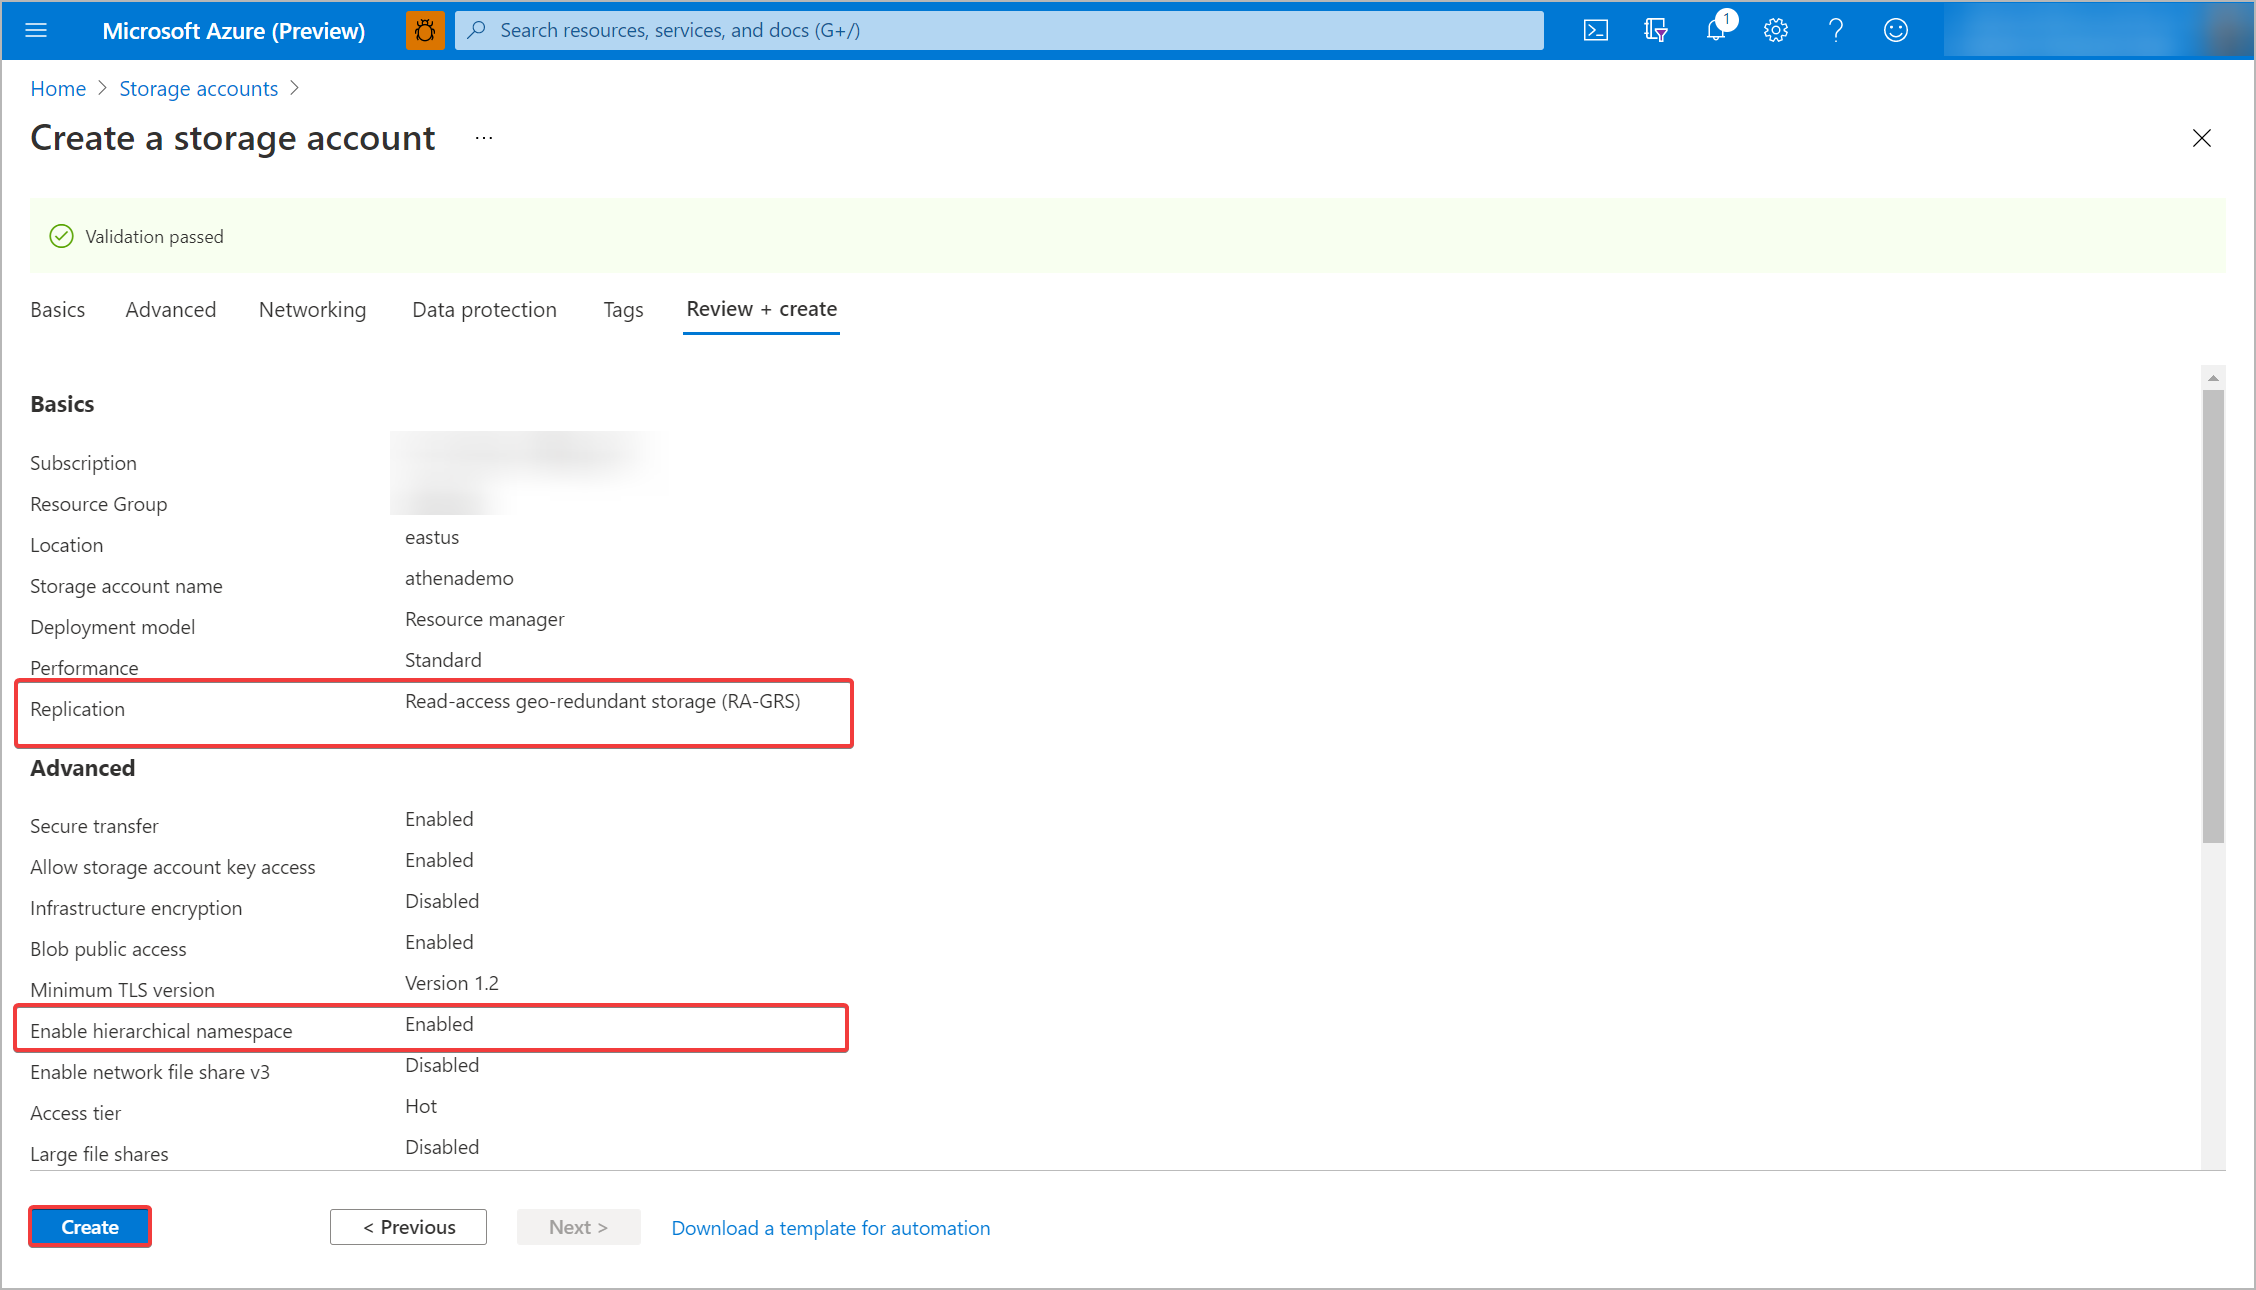 Microsoft Azure (Preview)
Search resources, services, and docs (G+/)
1
Home > Storage accounts >
Create a storage account ...
Validation passed
Basics Advanced Networking Data protection Tags Review + create
Basics
Subscription
Resource Group
Location eastus
Storage account name athenademo
Deployment model Resource manager
Performance Standard
Replication Read-access geo-redundant storage (RA-GRS)
Advanced
Secure transfer Enabled
Allow storage account key access Enabled
Infrastructure encryption Disabled
Blob public access Enabled
Minimum TLS version Version 1.2
Enable hierarchical namespace Enabled
Enable network file share v3 Disabled
Access tier Hot
Large file shares Disabled
Create < Previous Next > Download a template for automation